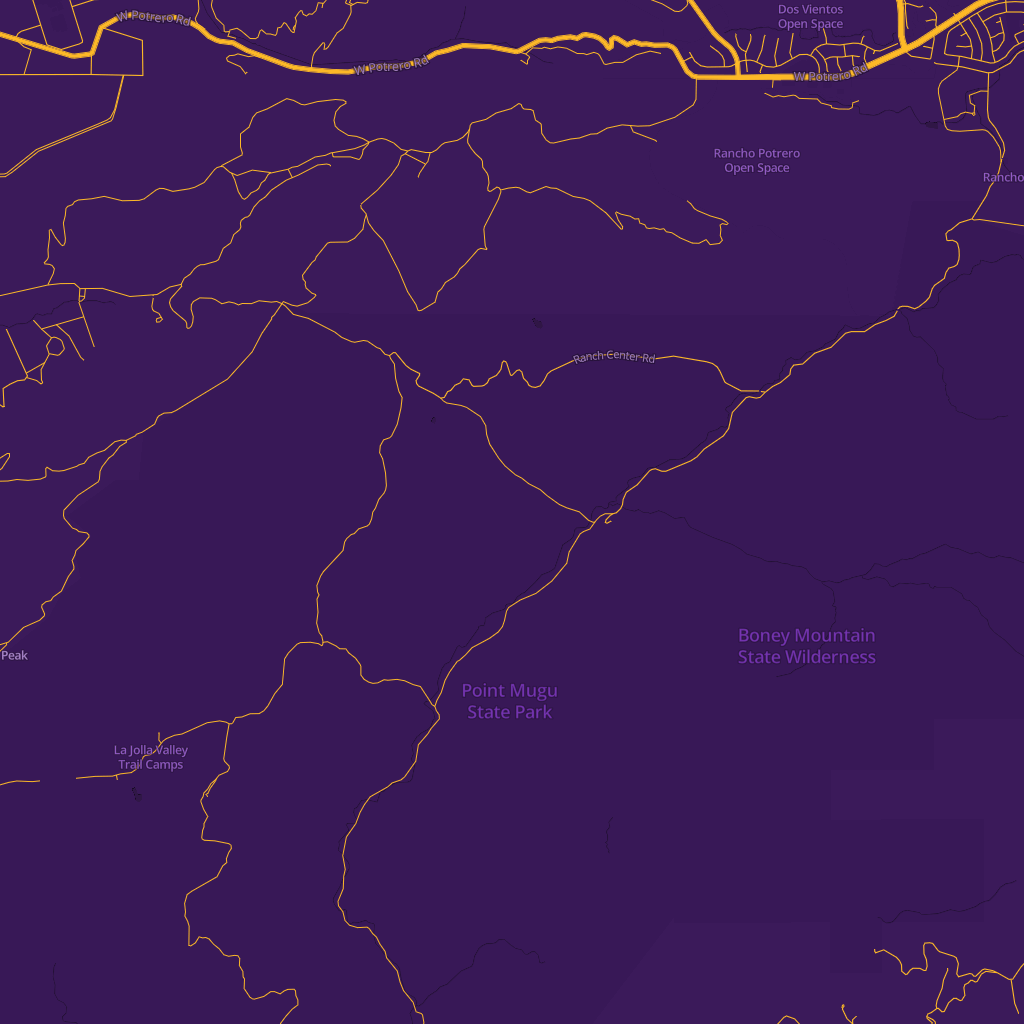 Dos Vientos
Open Space
W Potrero Rd
W Potrero Rd
W Potrero Rd
Rancho Potrero
Open Space
Rancho
Ranch Center Rd
Boney Mountain
State Wilderness
Peak
Point Mugu
State Park
La Jolla Valley
Trail Camps